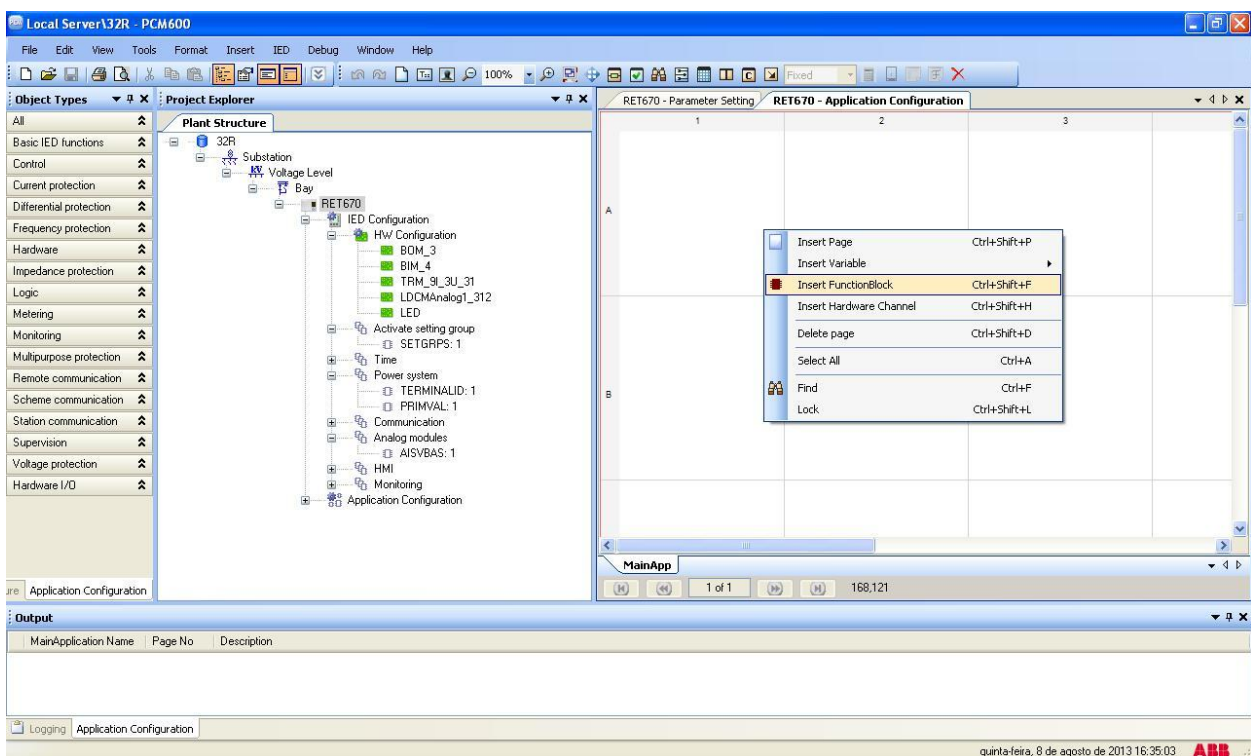 Local Server\32R - PCM600
File Edit View Tools Format Insert IED Debug Window Help
100% Fixed
Object Types
All
Basic IED functions
Control
Current protection
Differential protection
Frequency protection
Hardware
Impedance protection
Logic
Metering
Monitoring
Multipurpose protection
Remote communication
Scheme communication
Station communication
Supervision
Voltage protection
Hardware I/O
ure Application Configuration
Project Explorer
Plant Structure
32R
Substation
Voltage Level
Bay
RET670
IED Configuration
HW Configuration
BOM_3
BIM_4
TRM_9I_3U_31
LDCMAnalog1_312
LED
Activate setting group
SETGRPS: 1
Time
Power system
TERMINALID: 1
PRIMVAL: 1
Communication
Analog modules
AISVBAS: 1
HMI
Monitoring
Application Configuration
RET670 - Parameter Setting RET670 - Application Configuration
1 2 3
A
B
Insert Page Ctrl+Shift+P
Insert Variable
Insert FunctionBlock Ctrl+Shift+F
Insert Hardware Channel Ctrl+Shift+H
Delete page Ctrl+Shift+D
Select All Ctrl+A
Find Ctrl+F
Lock Ctrl+Shift+L
MainApp
1 of 1 168,121
Output
MainApplication Name Page No Description
Logging Application Configuration
quinta-feira, 8 de agosto de 2013 16:35:03 ABB